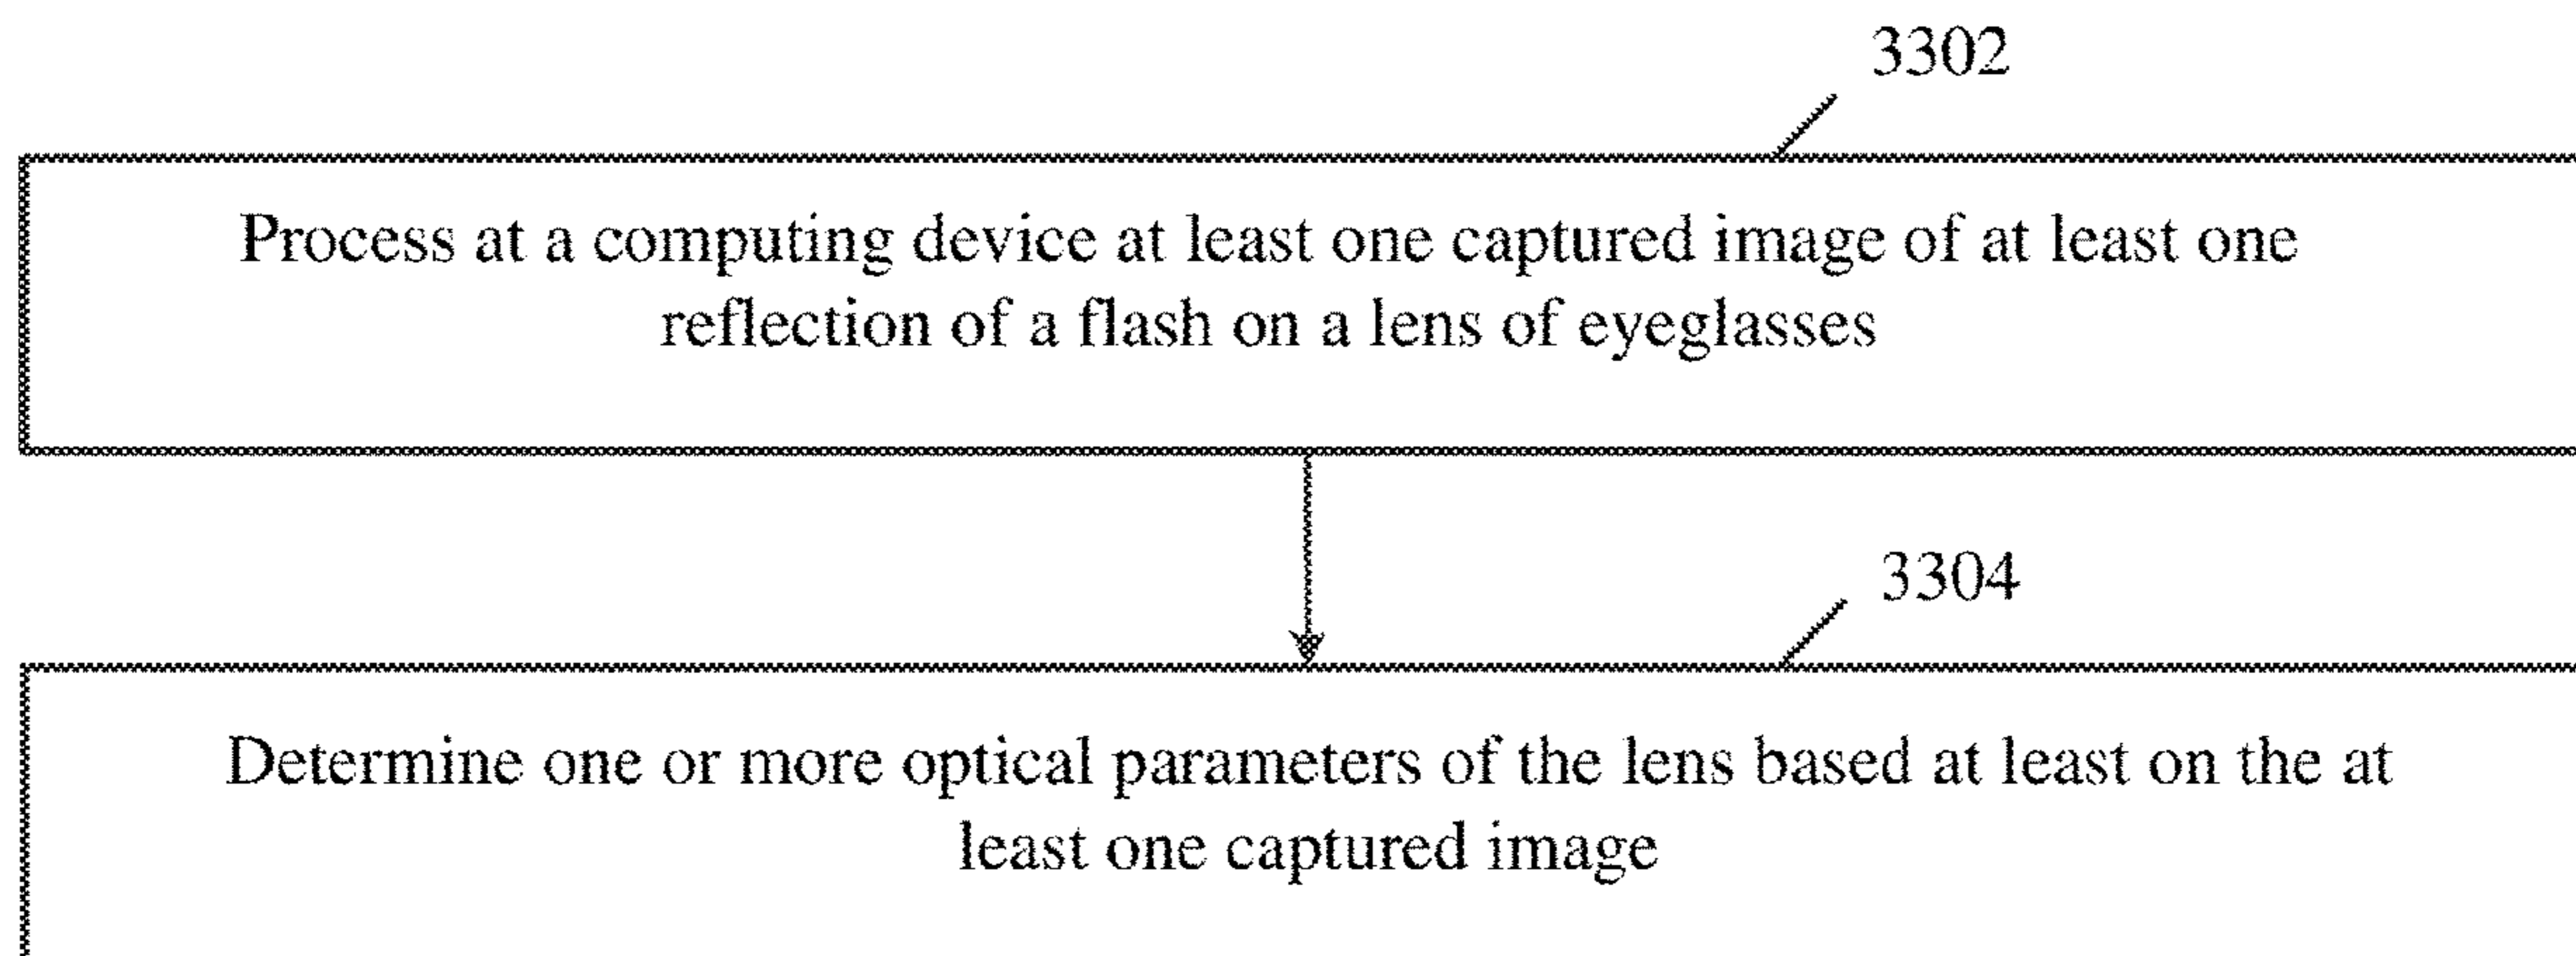 3302
Process at a computing device at least one captured image of at least one
reflection of a flash on a lens of eyeglasses
3304
Determine one or more optical parameters of the lens based at least on the at
least one captured image